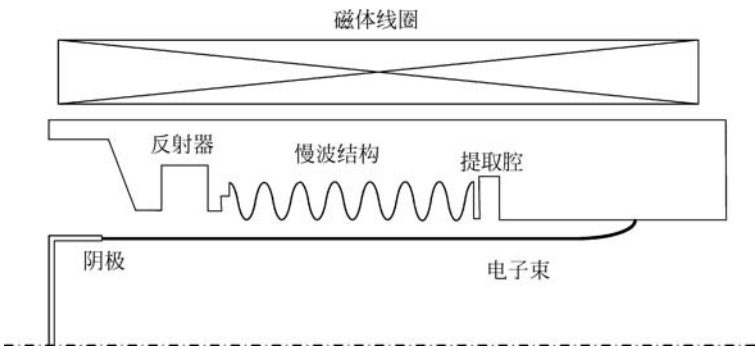 磁体线圈
反射器
慢波结构
提取腔
阴极
电子束